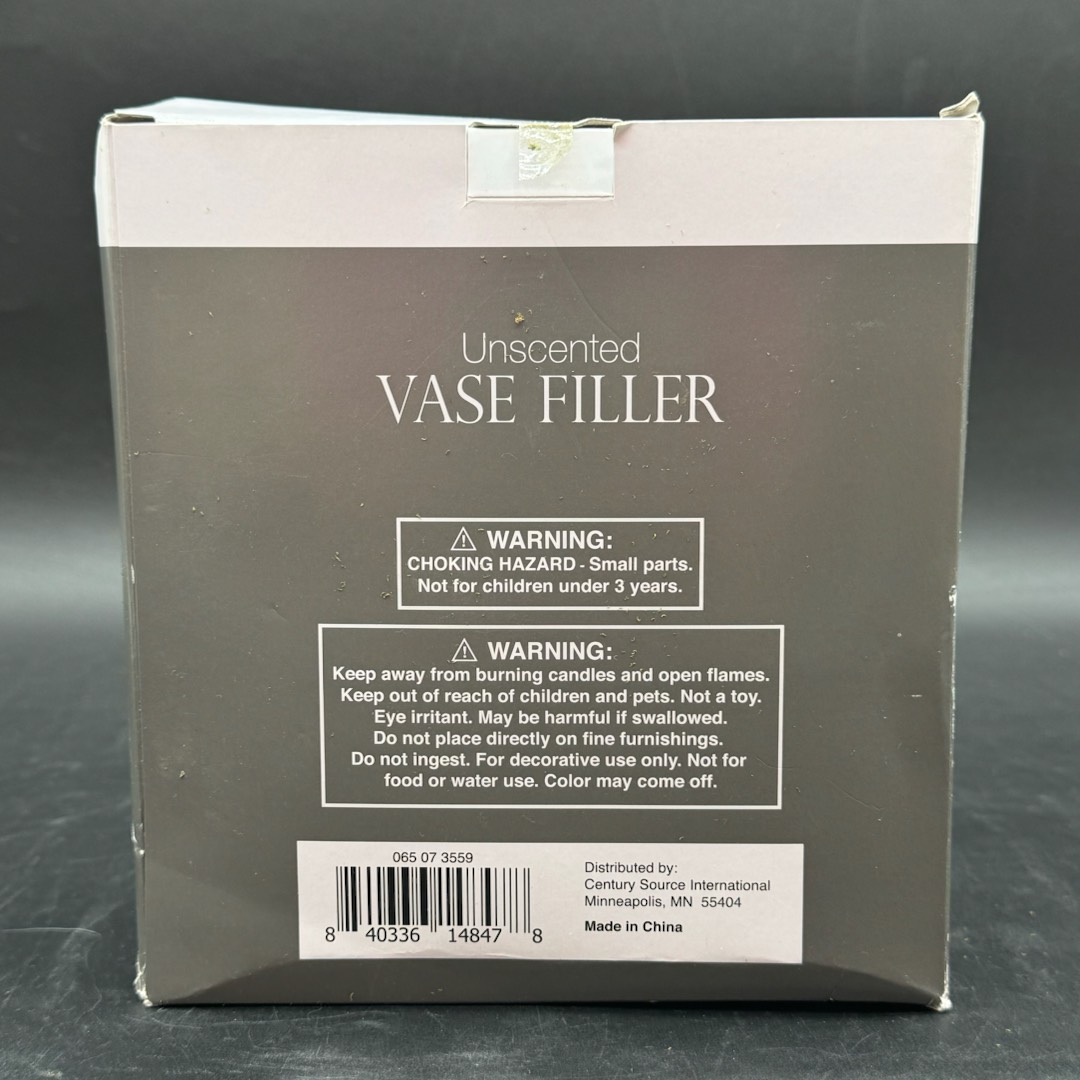 Unscented
VASE FILLER
⚠ WARNING:
CHOKING HAZARD - Small parts.
Not for children under 3 years.
⚠ WARNING:
Keep away from burning candles and open flames.
Keep out of reach of children and pets. Not a toy.
Eye irritant. May be harmful if swallowed.
Do not place directly on fine furnishings.
Do not ingest. For decorative use only. Not for
food or water use. Color may come off.
065 07 3559
8 40336 14847 8
Distributed by:
Century Source International
Minneapolis, MN 55404
Made in China